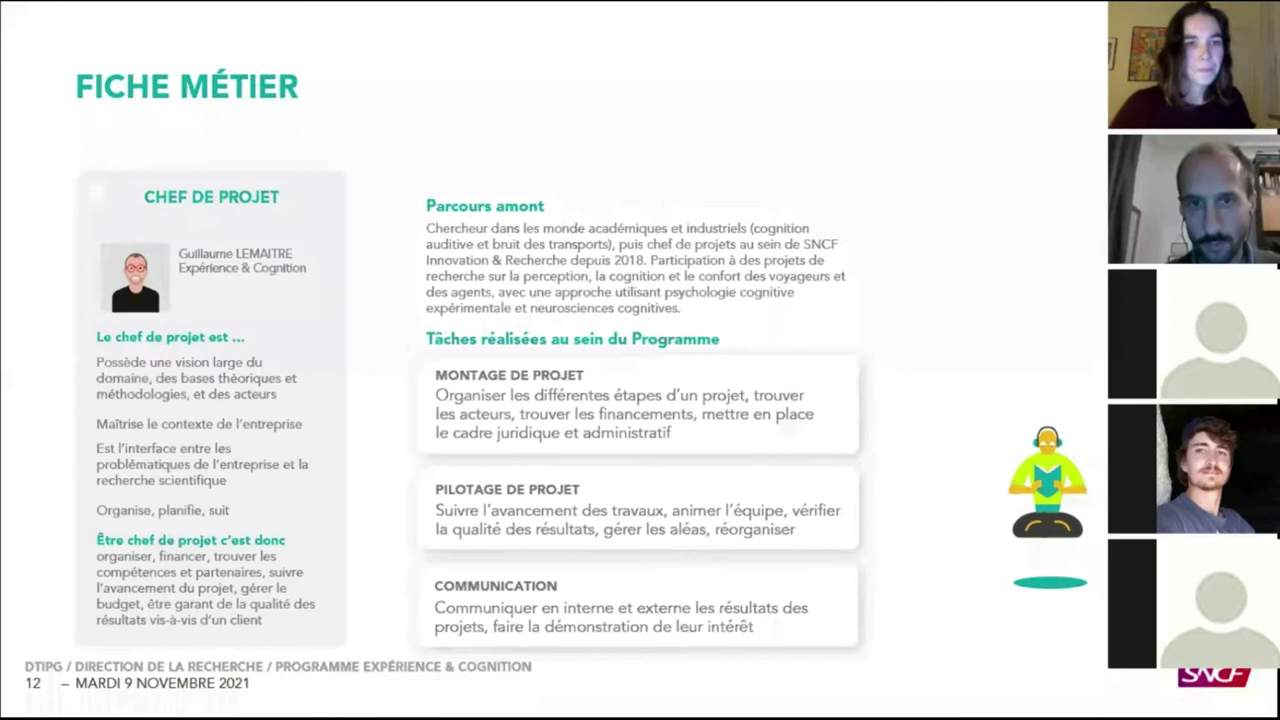 FICHE MÉTIER
CHEF DE PROJET
Guillaume LEMAITRE
Expérience & Cognition
Le chef de projet est ...
Possède une vision large du
domaine, des bases théoriques et
méthodologies, et des acteurs
Maîtrise le contexte de l'entreprise
Est l'interface entre les
problématiques de l'entreprise et la
recherche scientifique
Organise, planifie, suit
Être chef de projet c'est donc
organiser, financer, trouver les
compétences et partenaires, suivre
l'avancement du projet, gérer le
budget, être garant de la qualité des
résultats vis-à-vis d'un client
Parcours amont
Chercheur dans les monde académiques et industriels (cognition
auditive et bruit des transports), puis chef de projets au sein de SNCF
Innovation & Recherche depuis 2018. Participation à des projets de
recherche sur la perception, la cognition et le confort des voyageurs et
des agents, avec une approche utilisant psychologie cognitive
expérimentale et neurosciences cognitives.
Tâches réalisées au sein du Programme
MONTAGE DE PROJET
Organiser les différentes étapes d'un projet, trouver
les acteurs, trouver les financements, mettre en place
le cadre juridique et administratif
PILOTAGE DE PROJET
Suivre l'avancement des travaux, animer l'équipe, vérifier
la qualité des résultats, gérer les aléas, réorganiser
COMMUNICATION
Communiquer en interne et externe les résultats des
projets, faire la démonstration de leur intérêt
DTIPG / DIRECTION DE LA RECHERCHE / PROGRAMME EXPÉRIENCE & COGNITION
12 – MARDI 9 NOVEMBRE 2021
SNCF